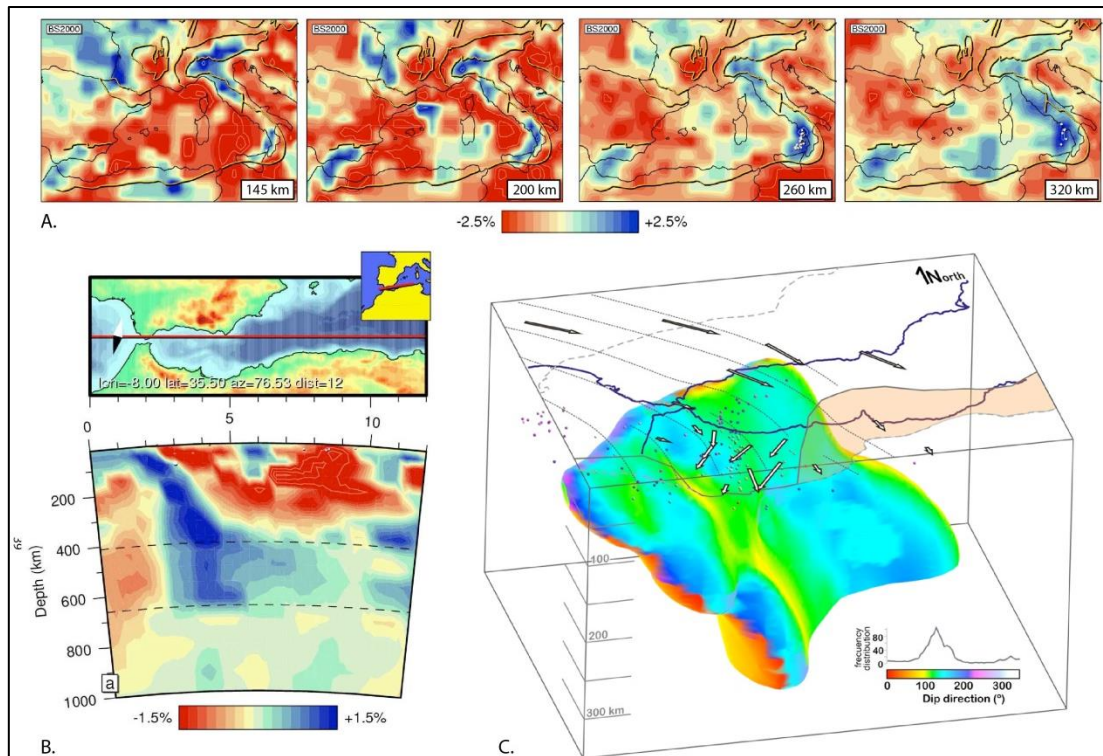 BS2000
BS2000
BS2000
BS2000
145 km
200 km
260 km
320 km
A.
-2.5%
+2.5%
lon=-8.00 lat=35.50 az=76.53 dist=12
0
5
10
200
400
600
800
1000
Depth (km)
39
a
-1.5%
+1.5%
B.
North
100
200
300 km
frecuency
distribution
80
40
0
0
100
200
300
Dip direction (°)
C.